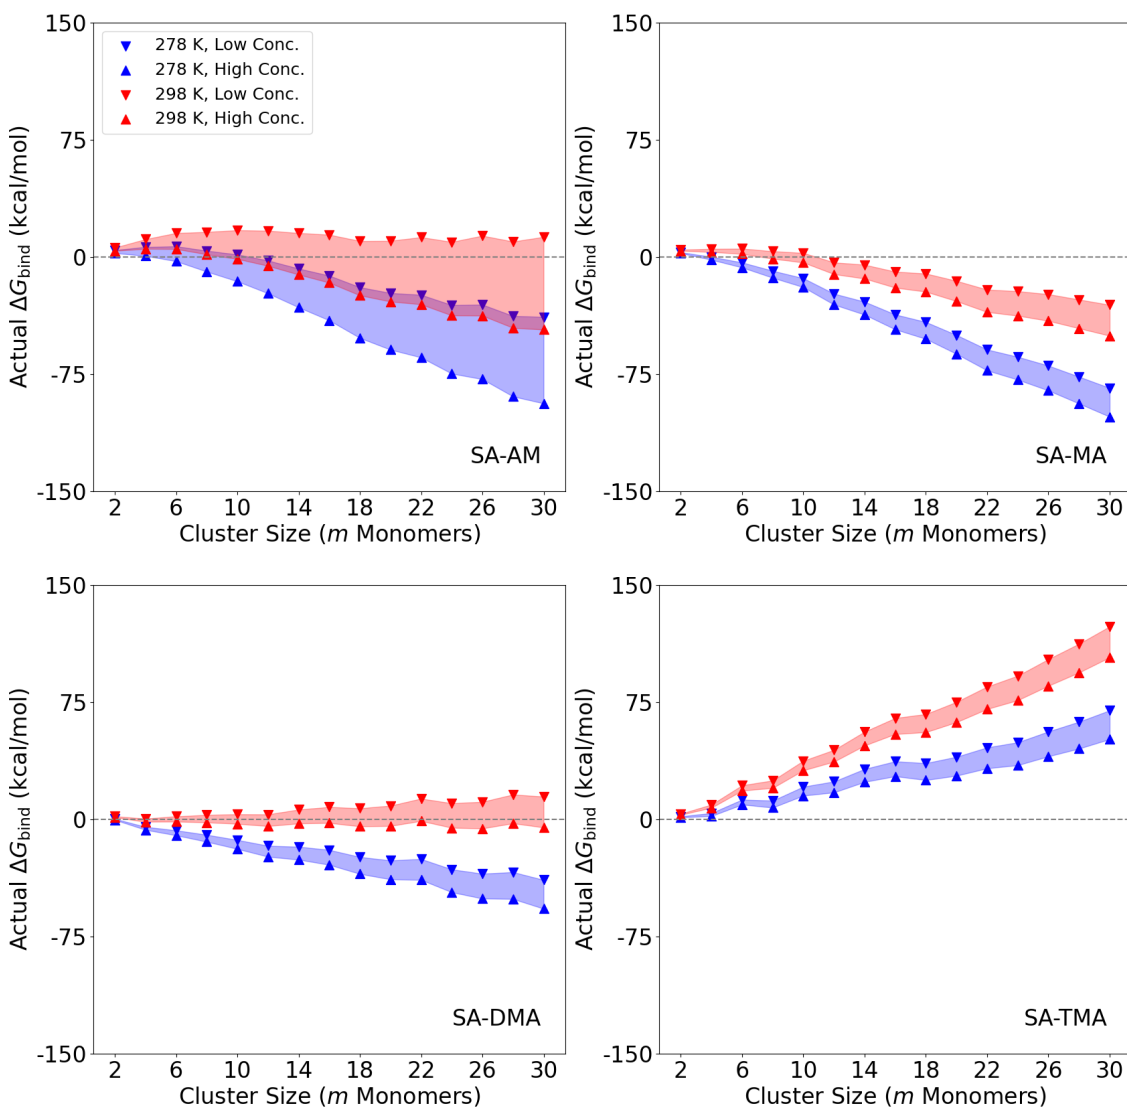 150
75
0
-75
-150
Actual ΔG_bind (kcal/mol)
278 K, Low Conc.
278 K, High Conc.
298 K, Low Conc.
298 K, High Conc.
SA-AM
2 6 10 14 18 22 26 30
Cluster Size (m Monomers)
150
75
0
-75
-150
Actual ΔG_bind (kcal/mol)
SA-MA
2 6 10 14 18 22 26 30
Cluster Size (m Monomers)
150
75
0
-75
-150
Actual ΔG_bind (kcal/mol)
SA-DMA
2 6 10 14 18 22 26 30
Cluster Size (m Monomers)
150
75
0
-75
-150
Actual ΔG_bind (kcal/mol)
SA-TMA
2 6 10 14 18 22 26 30
Cluster Size (m Monomers)